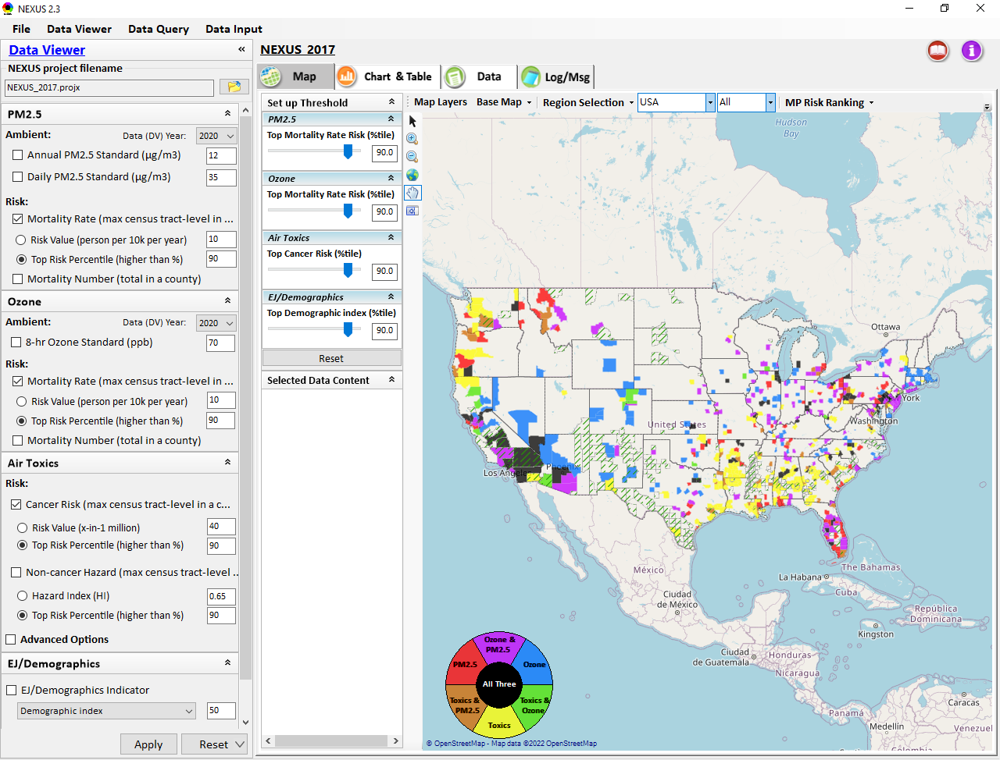 NEXUS 2.3
File Data Viewer Data Query Data Input
Data Viewer «
NEXUS project filename
NEXUS_2017.projx
PM2.5
Ambient: Data (DV) Year: 2020
Annual PM2.5 Standard (µg/m3) 12
Daily PM2.5 Standard (µg/m3) 35
Risk:
Mortality Rate (max census tract-level in ...
Risk Value (person per 10k per year) 10
Top Risk Percentile (higher than %) 90
Mortality Number (total in a county)
Ozone
Ambient: Data (DV) Year: 2020
8-hr Ozone Standard (ppb) 70
Risk:
Mortality Rate (max census tract-level in ...
Risk Value (person per 10k per year) 10
Top Risk Percentile (higher than %) 90
Mortality Number (total in a county)
Air Toxics
Risk:
Cancer Risk (max census tract-level in a c...
Risk Value (x-in-1 million) 40
Top Risk Percentile (higher than %) 90
Non-cancer Hazard (max census tract-level ..
Hazard Index (HI) 0.65
Top Risk Percentile (higher than %) 90
Advanced Options
EJ/Demographics
EJ/Demographics Indicator
Demographic index 50
Apply Reset
NEXUS_2017
Map Chart & Table Data Log/Msg
Set up Threshold
PM2.5
Top Mortality Rate Risk (%tile)
90.0
Ozone
Top Mortality Rate Risk (%tile)
90.0
Air Toxics
Top Cancer Risk (%tile)
90.0
EJ/Demographics
Top Demographic index (%tile)
90.0
Reset
Selected Data Content
Map Layers Base Map Region Selection USA All MP Risk Ranking
Hudson
Bay
Ottawa
New York
Washington
United States
Phoenix
Los Angeles
México
Ciudad
de México
La Habana
The Bahamas
Cuba
República
Dominicana
Kingston
Ciudad
de Guatemala
Honduras
Nicaragua
Caracas
Panamá
Medellín
Venezuel
Colombia
Ozone &
PM2.5
PM2.5
Ozone
All Three
Toxics &
PM2.5
Toxics &
Ozone
Toxics
© OpenStreetMap - Map data ©2022 OpenStreetMap